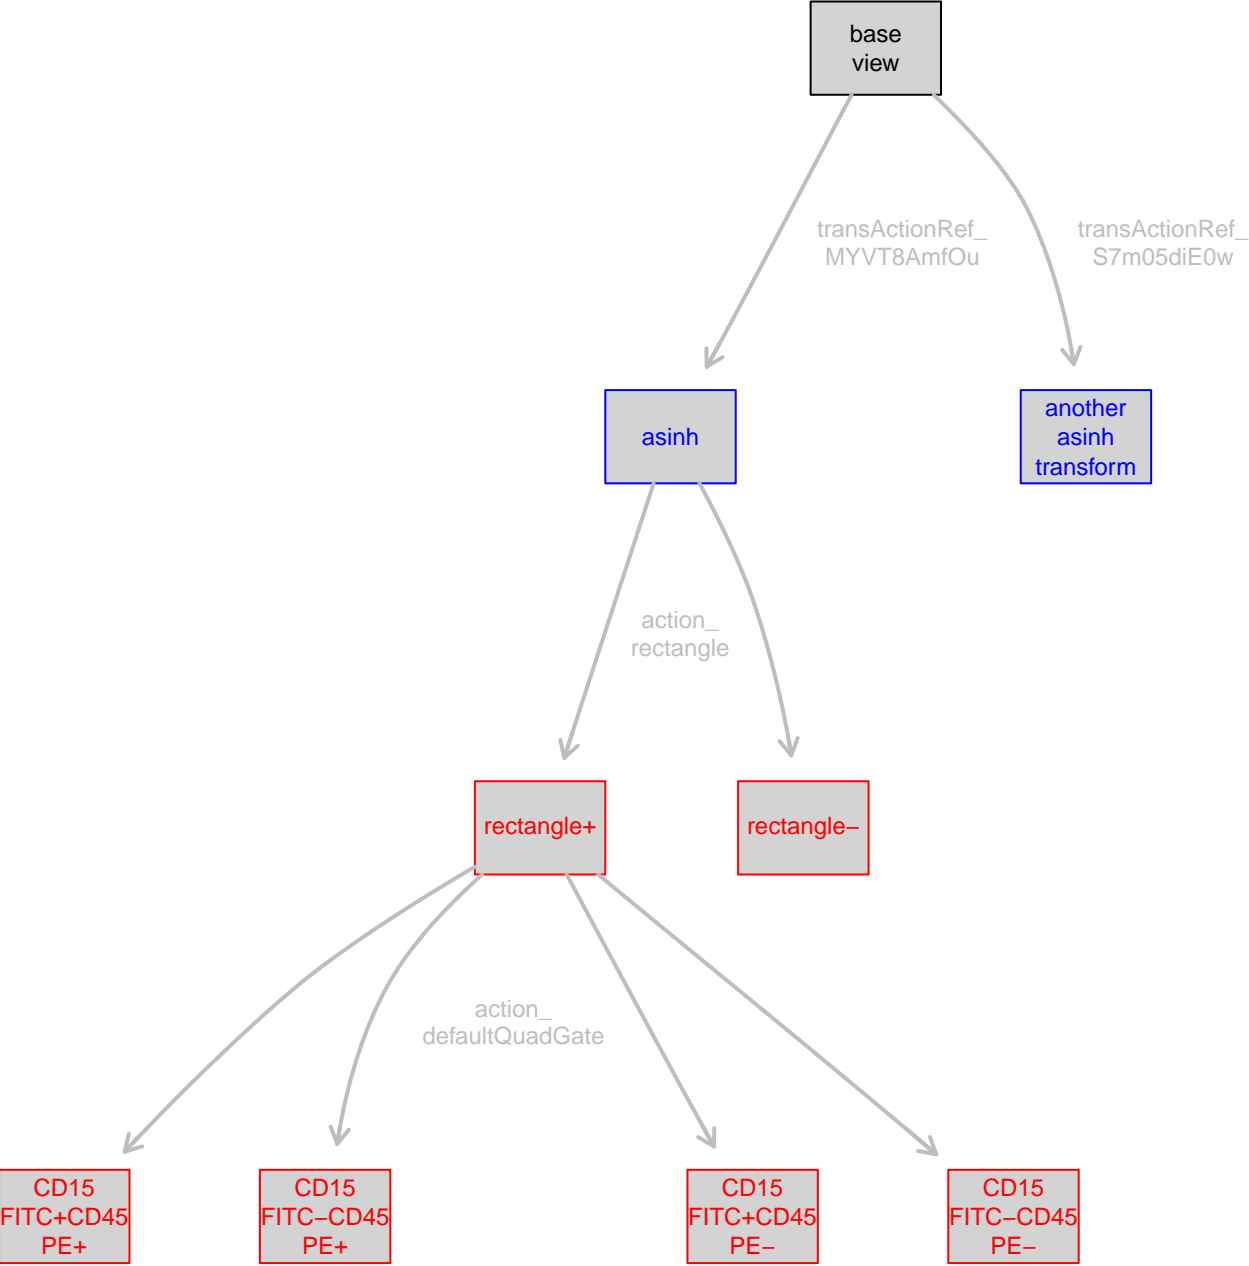 base
view
transActionRef_
MYVT8AmfOu
transActionRef_
S7m05diE0w
asinh
another
asinh
transform
action_
rectangle
rectangle+
rectangle−
action_
defaultQuadGate
CD15
FITC+CD45
PE+
CD15
FITC−CD45
PE+
CD15
FITC+CD45
PE−
CD15
FITC−CD45
PE−